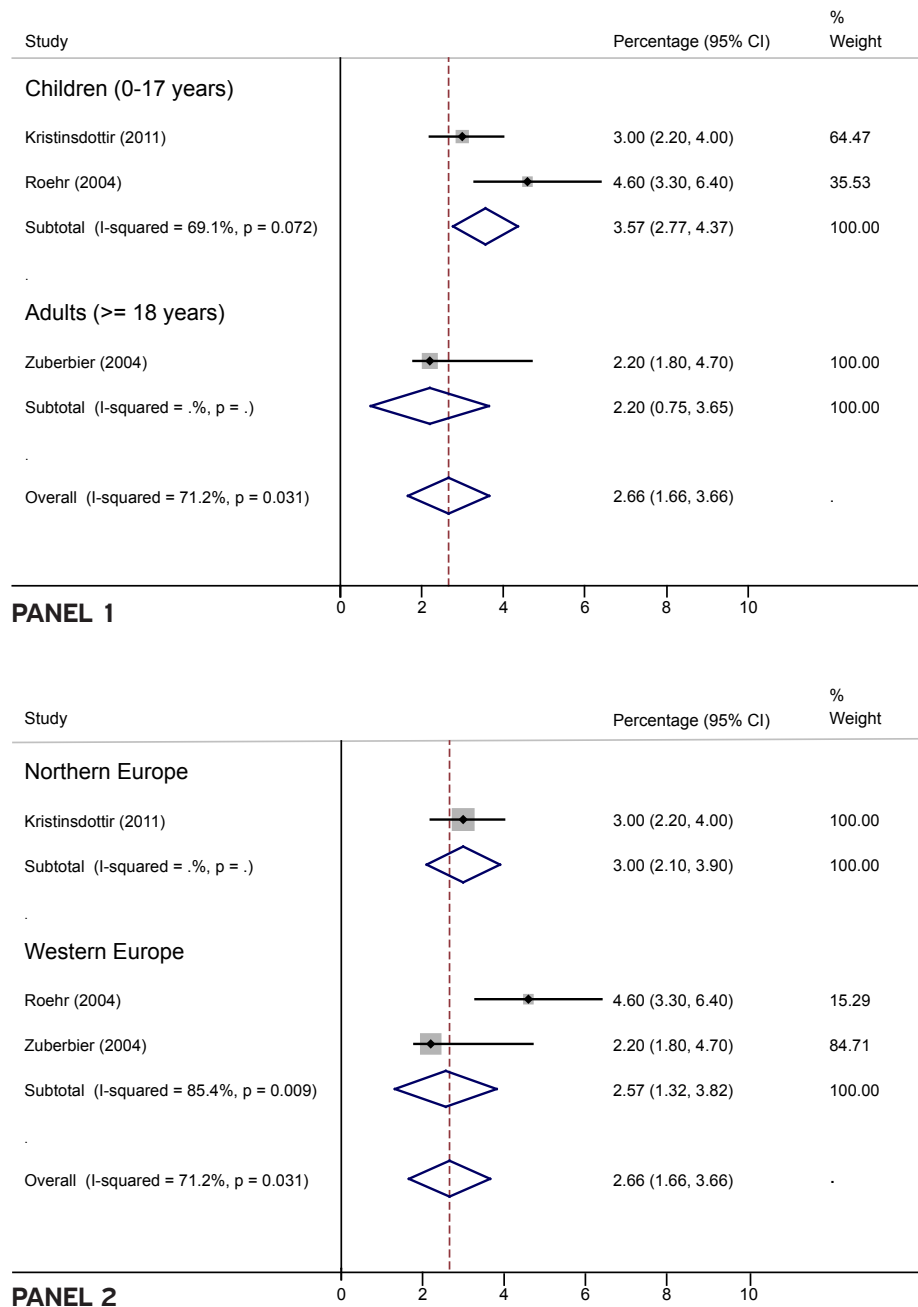 %
Study Percentage (95% CI) Weight
Children (0-17 years)
Kristinsdottir (2011) 3.00 (2.20, 4.00) 64.47
Roehr (2004) 4.60 (3.30, 6.40) 35.53
Subtotal (I-squared = 69.1%, p = 0.072) 3.57 (2.77, 4.37) 100.00
.
Adults (>= 18 years)
Zuberbier (2004) 2.20 (1.80, 4.70) 100.00
Subtotal (I-squared = .%, p = .) 2.20 (0.75, 3.65) 100.00
.
Overall (I-squared = 71.2%, p = 0.031) 2.66 (1.66, 3.66) .
0 2 4 6 8 10
PANEL 1
%
Study Percentage (95% CI) Weight
Northern Europe
Kristinsdottir (2011) 3.00 (2.20, 4.00) 100.00
Subtotal (I-squared = .%, p = .) 3.00 (2.10, 3.90) 100.00
.
Western Europe
Roehr (2004) 4.60 (3.30, 6.40) 15.29
Zuberbier (2004) 2.20 (1.80, 4.70) 84.71
Subtotal (I-squared = 85.4%, p = 0.009) 2.57 (1.32, 3.82) 100.00
.
Overall (I-squared = 71.2%, p = 0.031) 2.66 (1.66, 3.66) .
0 2 4 6 8 10
PANEL 2